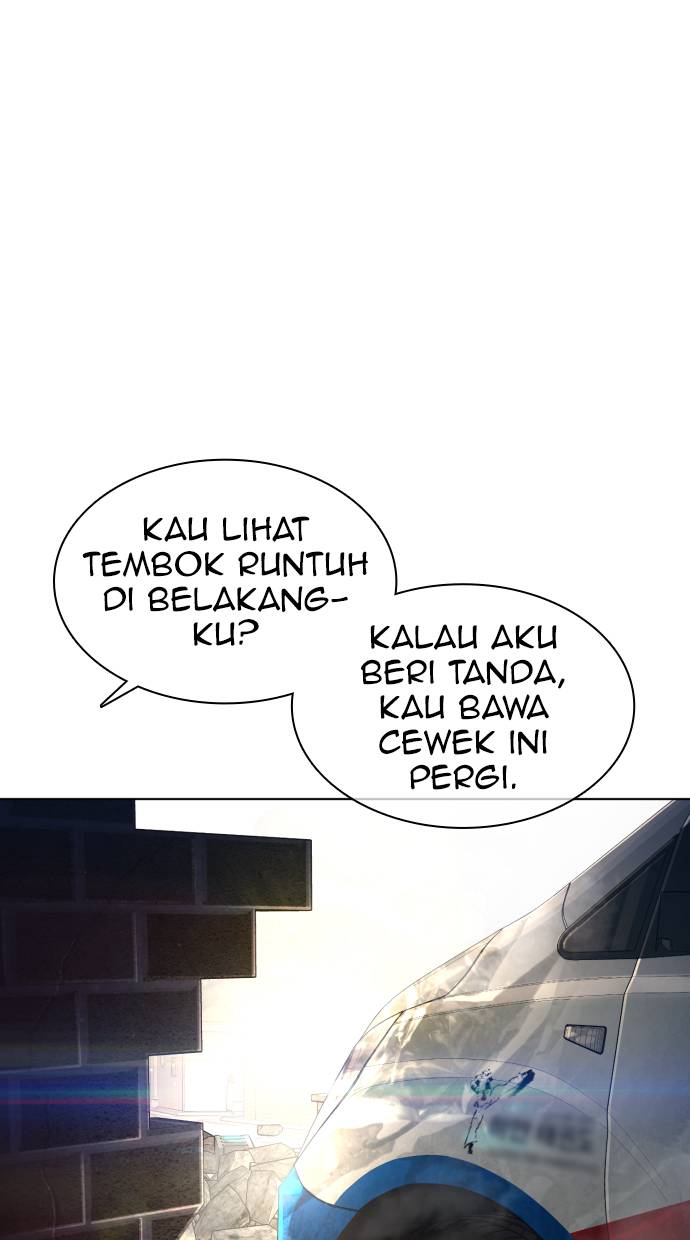 KAU LIHAT
TEMBOK RUNTUH
DI BELAKANG-
KU?
KALAU AKU
BERI TANDA,
KAU BAWA
CEWEK INI
PERGI.